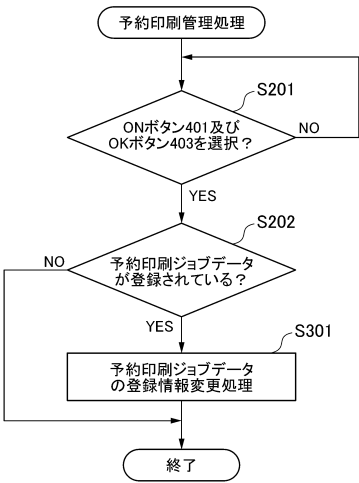 予約印刷管理処理
S201
ONボタン401及び
OKボタン403を選択？
NO
YES
S202
予約印刷ジョブデータ
が登録されている？
NO
YES
S301
予約印刷ジョブデータ
の登録情報変更処理
終了